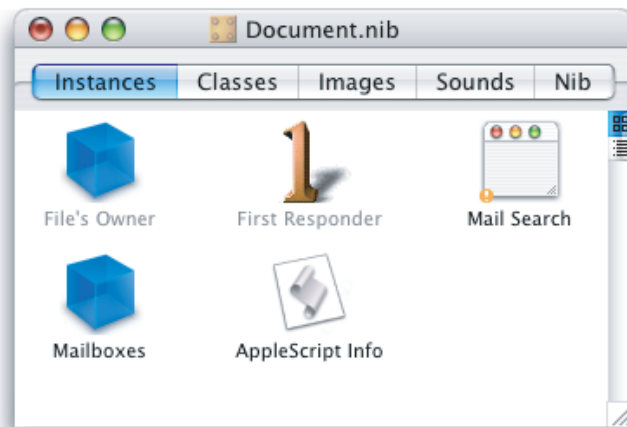 Document.nib
Instances Classes Images Sounds Nib
File's Owner First Responder Mail Search
Mailboxes AppleScript Info